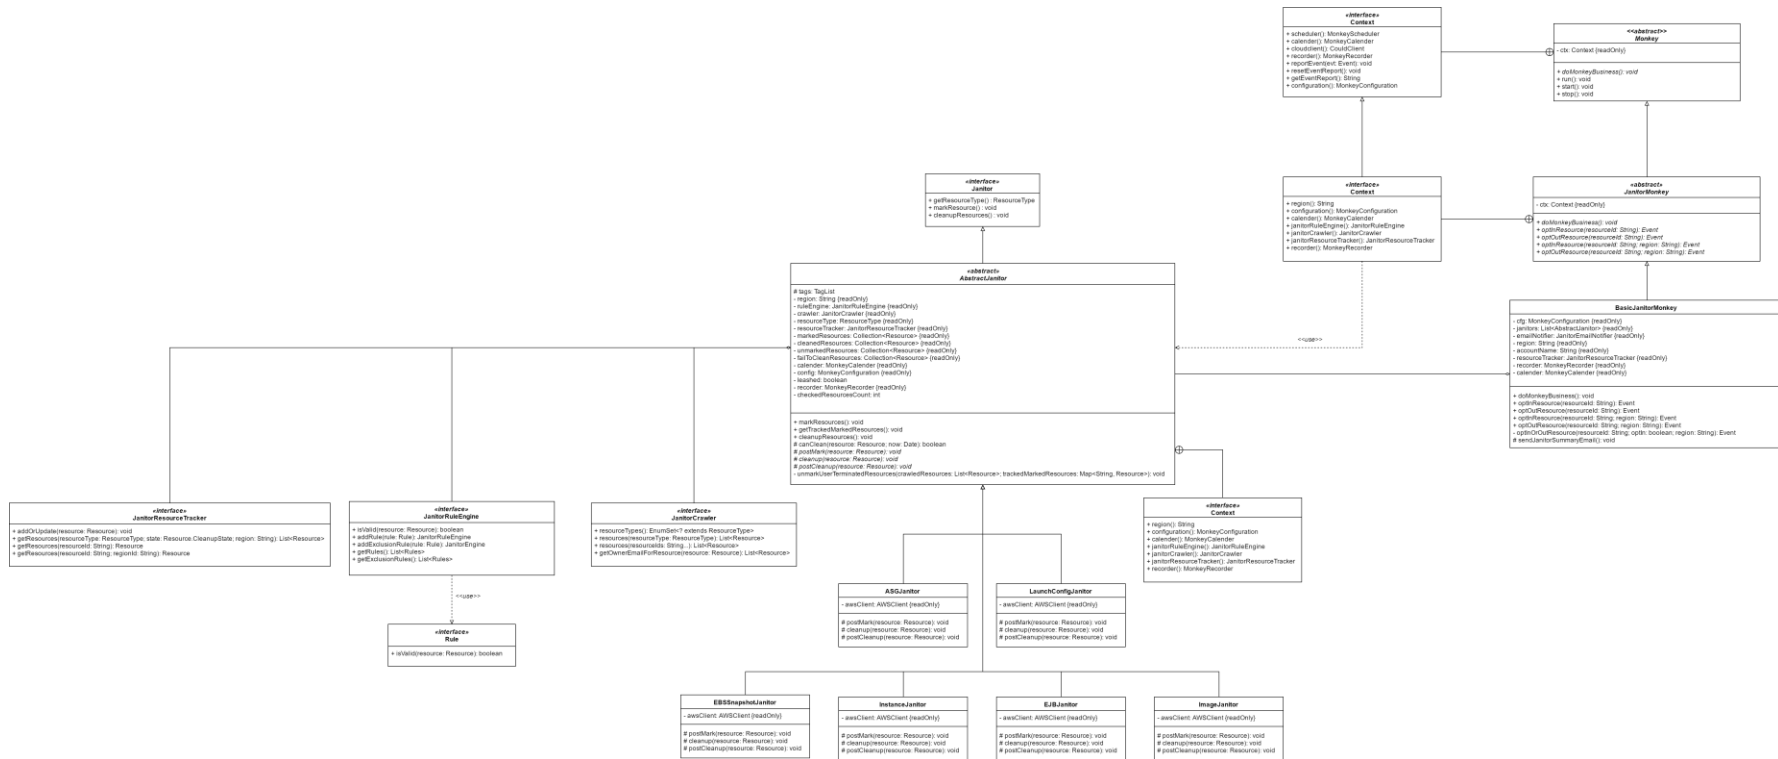 «interface»
Context
+ scheduler(): MonkeyScheduler
+ calender(): MonkeyCalender
+ cloudclient(): CouldClient
+ recorder(): MonkeyRecorder
+ reportEvent(evt: Event): void
+ resetEventReport(): void
+ getEventReport(): String
+ configuration(): MonkeyConfiguration
<<abstract>>
Monkey
- ctx: Context {readOnly}
+ doMonkeyBusiness(): void
+ run(): void
+ start(): void
+ stop(): void
«interface»
Janitor
+ getResourceType() : ResourceType
+ markResource() : void
+ cleanupResources() : void
«interface»
Context
+ region(): String
+ configuration(): MonkeyConfiguration
+ calender(): MonkeyCalender
+ janitorRuleEngine(): JanitorRuleEngine
+ janitorCrawler(): JanitorCrawler
+ janitorResourceTracker(): JanitorResourceTracker
+ recorder(): MonkeyRecorder
«abstract»
JanitorMonkey
- ctx: Context {readOnly}
+ doMonkeyBusiness(): void
+ optInResource(resourceId: String): Event
+ optOutResource(resourceId: String): Event
+ optInResource(resourceId: String; region: String): Event
+ optOutResource(resourceId: String; region: String): Event
«abstract»
AbstractJanitor
# tags: TagList
- region: String {readOnly}
- ruleEngine: JanitorRuleEngine {readOnly}
- crawler: JanitorCrawler {readOnly}
- resourceType: ResourceType {readOnly}
- resourceTracker: JanitorResourceTracker {readOnly}
- markedResources: Collection<Resource> {readOnly}
- cleanedResources: Collection<Resource> {readOnly}
- unmarkedResources: Collection<Resource> {readOnly}
- failToCleanResources: Collection<Resource> {readOnly}
- calender: MonkeyCalender {readOnly}
- config: MonkeyConfiguration {readOnly}
- leashed: boolean
- recorder: MonkeyRecorder {readOnly}
- checkedResourcesCount: int
+ markResources(): void
+ getTrackedMarkedResources(): void
+ cleanupResources(): void
# canClean(resource: Resource; now: Date): boolean
# postMark(resource: Resource): void
# cleanup(resource: Resource): void
# postCleanup(resource: Resource): void
- unmarkUserTerminatedResources(crawledResources: List<Resource>; trackedMarkedResources: Map<String, Resource>): void
<<use>>
BasicJanitorMonkey
- cfg: MonkeyConfiguration {readOnly}
- janitors: List<AbstractJanitor> {readOnly}
- emailNotifier: JanitorEmailNotifier {readOnly}
- region: String {readOnly}
- accountName: String {readOnly}
- resourceTracker: JanitorResourceTracker {readOnly}
- recorder: MonkeyRecorder {readOnly}
- calender: MonkeyCalender {readOnly}
+ doMonkeyBusiness(): void
+ optInResource(resourceId: String): Event
+ optOutResource(resourceId: String): Event
+ optInResource(resourceId: String; region: String): Event
+ optOutResource(resourceId: String; region: String): Event
- optInOrOutResource(resourceId: String; optIn: boolean; region: String): Event
# sendJanitorSummaryEmail(): void
«interface»
JanitorResourceTracker
+ addOrUpdate(resource: Resource): void
+ getResources(resourceType: ResourceType; state: Resource.CleanupState; region: String): List<Resource>
+ getResources(resourceId: String): Resource
+ getResources(resourceId: String; regionId: String): Resource
«interface»
JanitorRuleEngine
+ isValid(resource: Resource): boolean
+ addRule(rule: Rule): JanitorRuleEngine
+ addExclusionRule(rule: Rule): JanitorEngine
+ getRules(): List<Rules>
+ getExclusionRules(): List<Rules>
<<use>>
«interface»
Rule
+ isValid(resource: Resource): boolean
«interface»
JanitorCrawler
+ resourceTypes(): EnumSet<? extends ResourceType>
+ resources(resourceType: ResourceType): List<Resource>
+ resources(resourceIds: String...): List<Resource>
+ getOwnerEmailForResource(resource: Resource): List<Resource>
«interface»
Context
+ region(): String
+ configuration(): MonkeyConfiguration
+ calender(): MonkeyCalender
+ janitorRuleEngine(): JanitorRuleEngine
+ janitorCrawler(): JanitorCrawler
+ janitorResourceTracker(): JanitorResourceTracker
+ recorder(): MonkeyRecorder
ASGJanitor
- awsClient: AWSClient {readOnly}
# postMark(resource: Resource): void
# cleanup(resource: Resource): void
# postCleanup(resource: Resource): void
LaunchConfigJanitor
- awsClient: AWSClient {readOnly}
# postMark(resource: Resource): void
# cleanup(resource: Resource): void
# postCleanup(resource: Resource): void
EBSSnapshotJanitor
- awsClient: AWSClient {readOnly}
# postMark(resource: Resource): void
# cleanup(resource: Resource): void
# postCleanup(resource: Resource): void
InstanceJanitor
- awsClient: AWSClient {readOnly}
# postMark(resource: Resource): void
# cleanup(resource: Resource): void
# postCleanup(resource: Resource): void
EJBJanitor
- awsClient: AWSClient {readOnly}
# postMark(resource: Resource): void
# cleanup(resource: Resource): void
# postCleanup(resource: Resource): void
ImageJanitor
- awsClient: AWSClient {readOnly}
# postMark(resource: Resource): void
# cleanup(resource: Resource): void
# postCleanup(resource: Resource): void